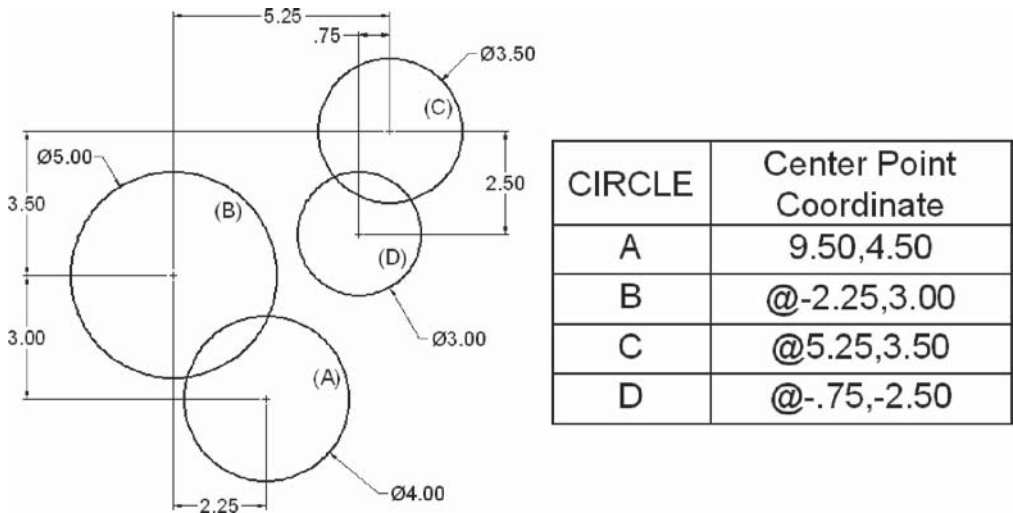 5.25
.75
Ø3.50
(C)
Ø5.00
3.50
(B)
2.50
(D)
3.00
Ø3.00
(A)
2.25
Ø4.00
CIRCLE Center Point Coordinate
A 9.50,4.50
B @-2.25,3.00
C @5.25,3.50
D @-.75,-2.50